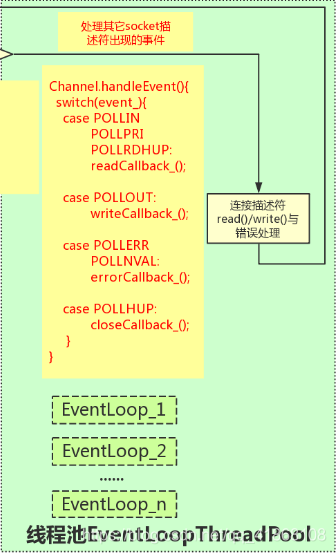 处理其它socket描
述符出现的事件
Channel.handleEvent(){
switch(event_){
case POLLIN
POLLPRI
POLLRDHUP:
readCallback_();
case POLLOUT:
writeCallback_();
case POLLERR
POLLNVAL:
errorCallback_();
case POLLHUP:
closeCallback_();
}
}
连接描述符
read()/write()与
错误处理
EventLoop_1
EventLoop_2
......
EventLoop_n
线程池EventLoopThreadPool